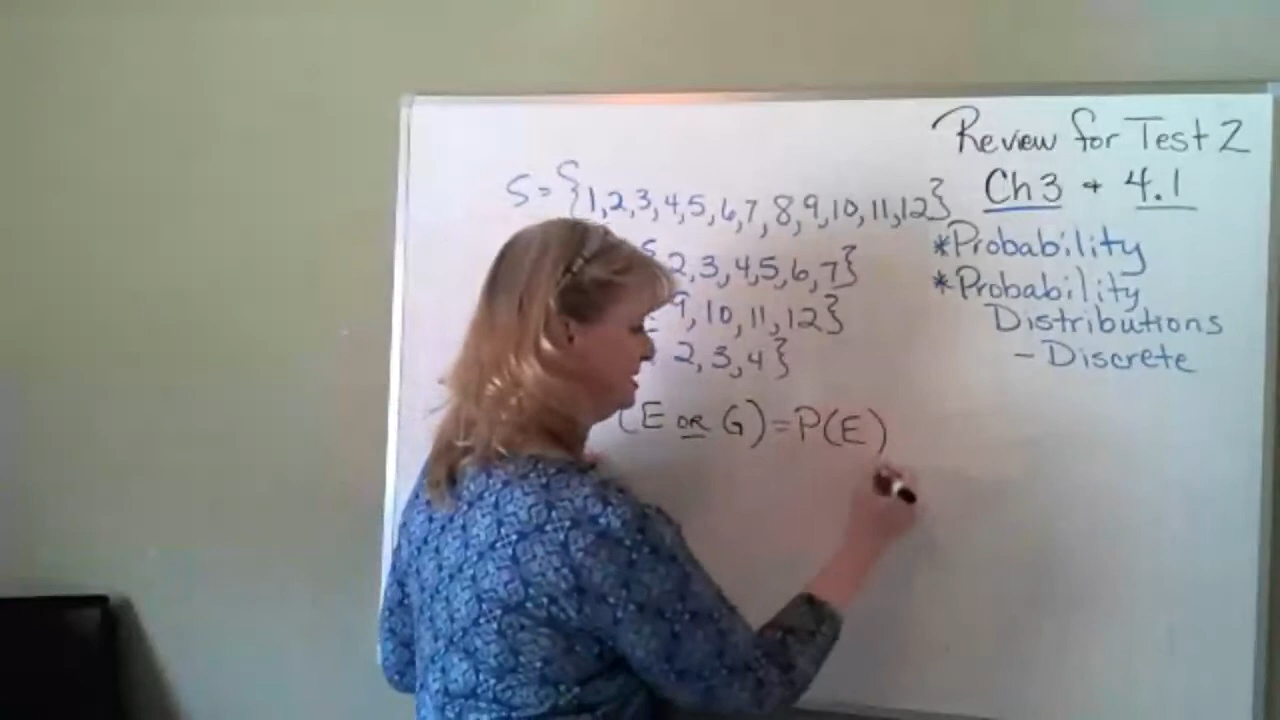 Review for Test 2
Ch 3 + 4.1
*Probability
*Probability
Distributions
- Discrete
S = {1,2,3,4,5,6,7,8,9,10,11,12}
2,3,4,5,6,7}
9,10,11,12}
2,3,4}
(E OR G) = P(E)